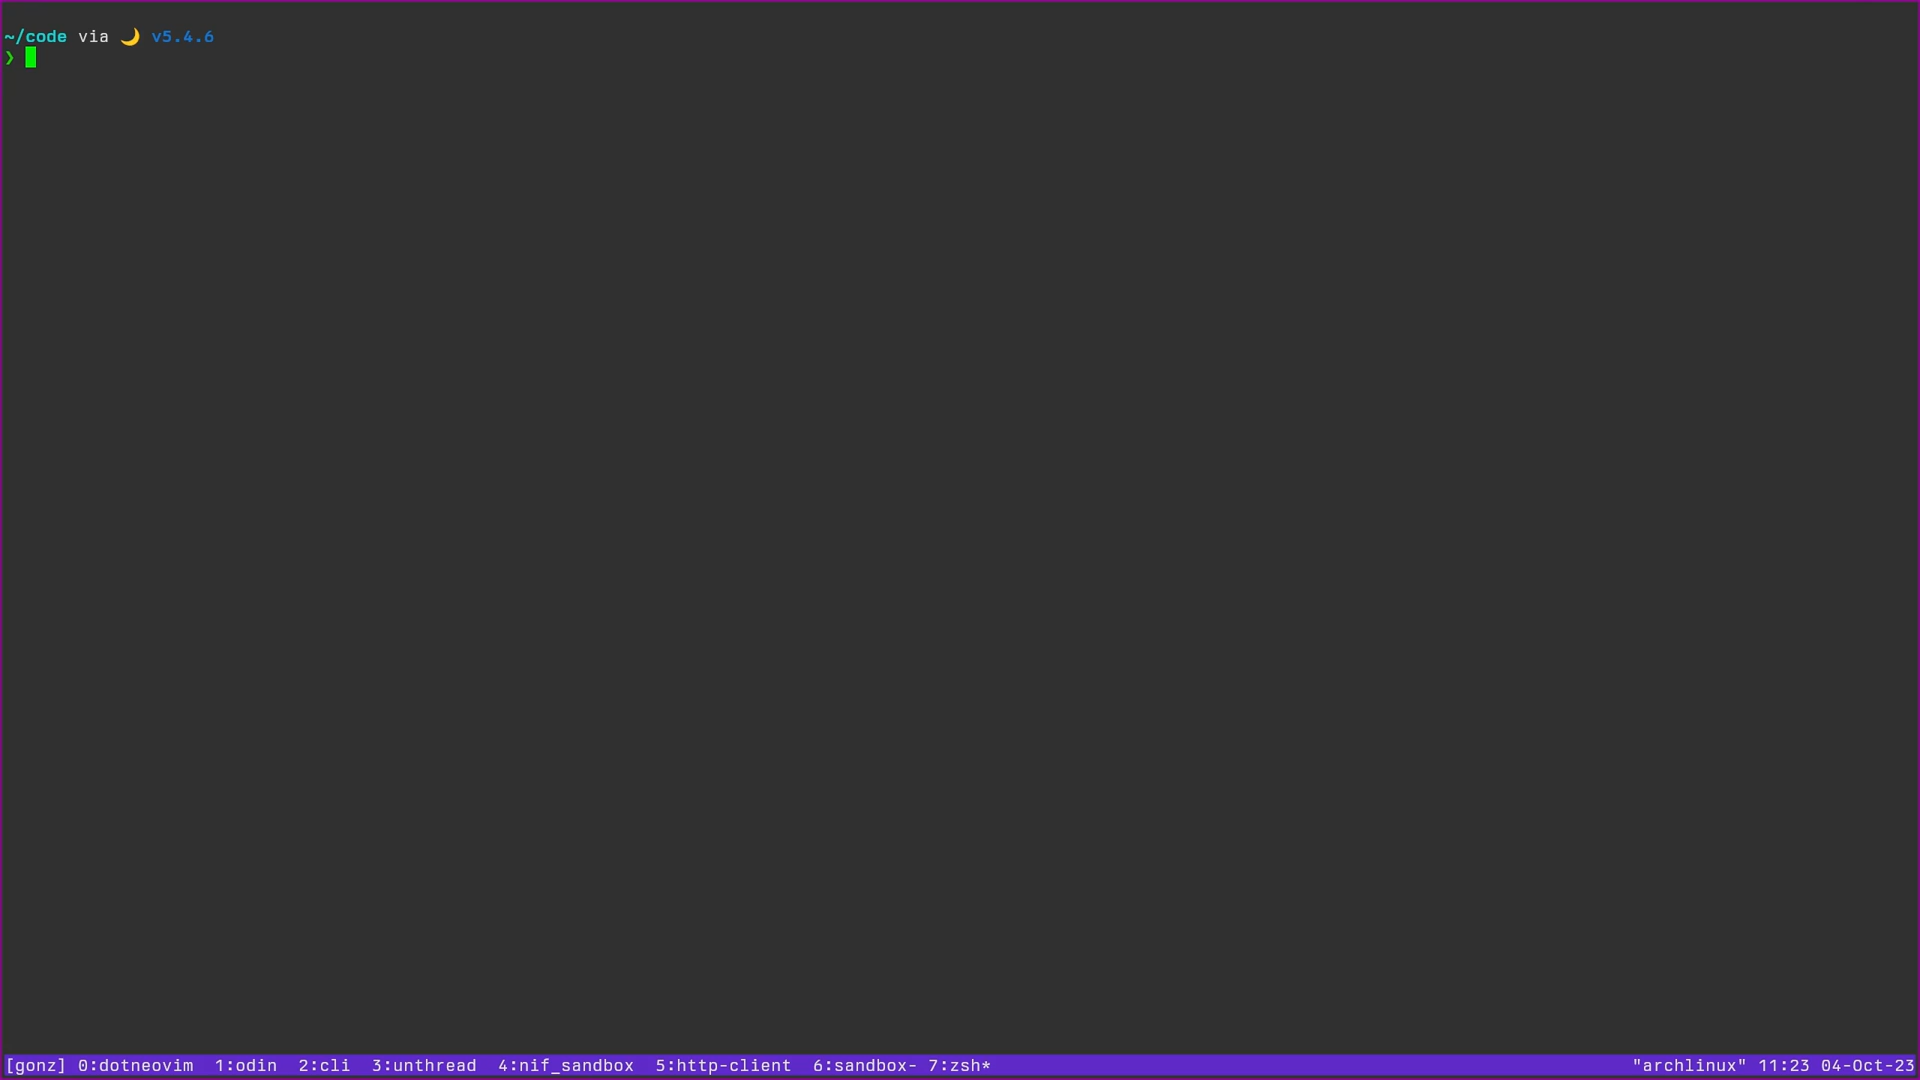 ~/code via 🌙 v5.4.6
❯
[gonz] 0:dotneovim  1:odin  2:cli  3:unthread  4:nif_sandbox  5:http-client  6:sandbox- 7:zsh* "archlinux" 11:23 04-Oct-23